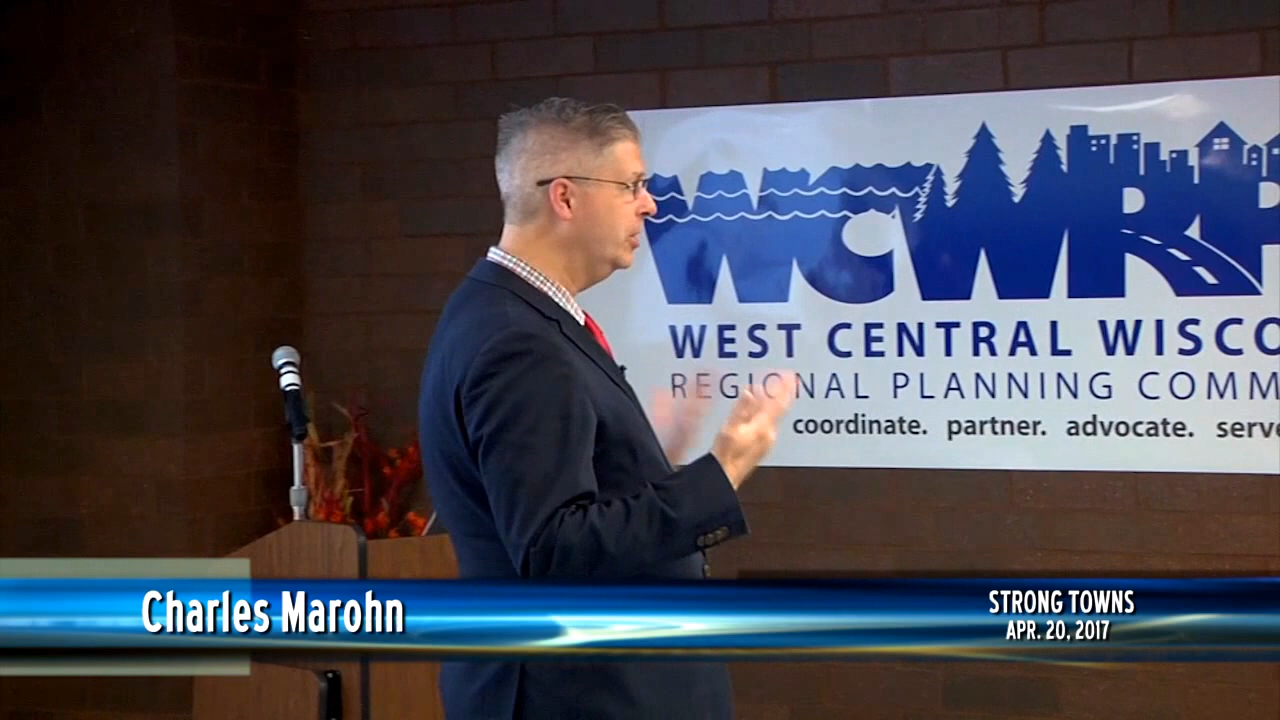 WCWRP
WEST CENTRAL WISCO
REGIONAL PLANNING COMM
coordinate. partner. advocate. serve
Charles Marohn
STRONG TOWNS
APR. 20, 2017